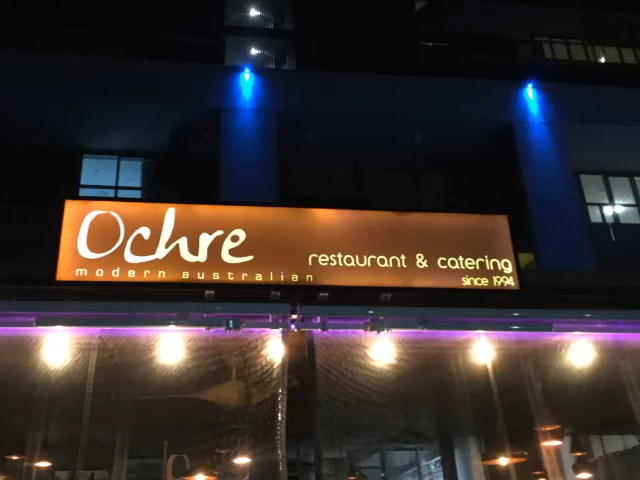 Ochre
modern australian
restaurant & catering
since 1994